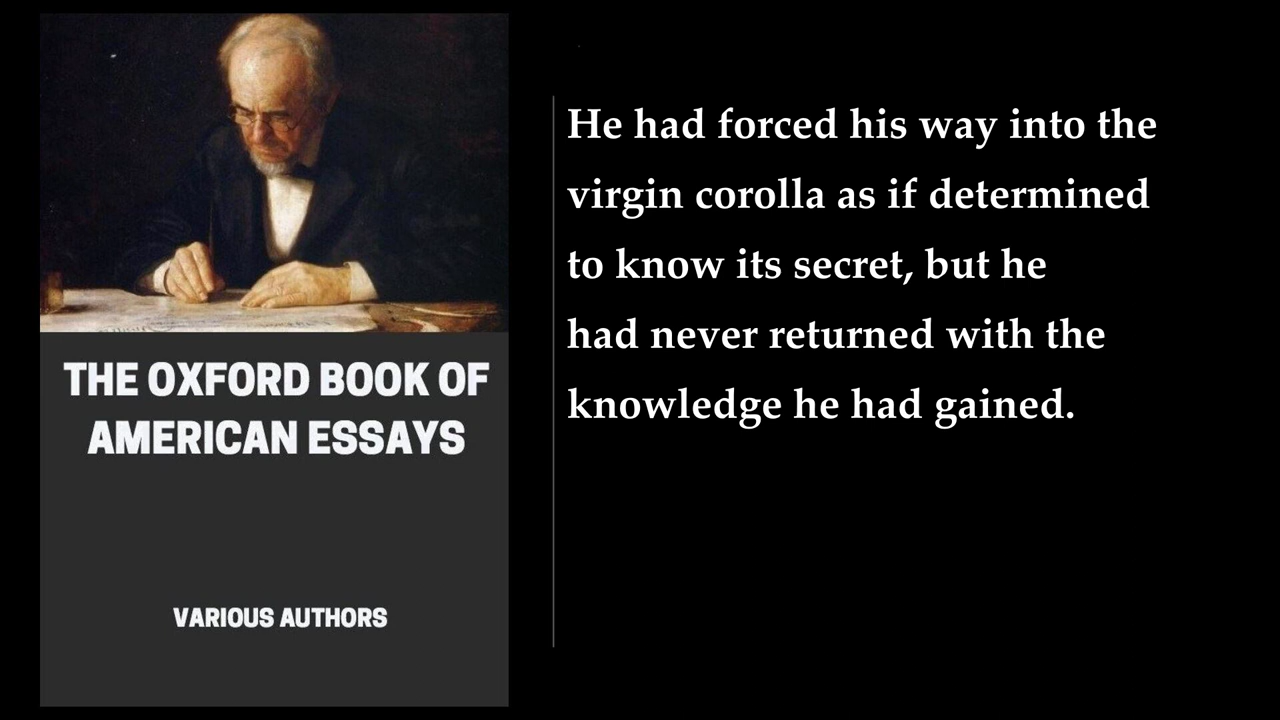 THE OXFORD BOOK OF
AMERICAN ESSAYS
VARIOUS AUTHORS
He had forced his way into the
virgin corolla as if determined
to know its secret, but he
had never returned with the
knowledge he had gained.